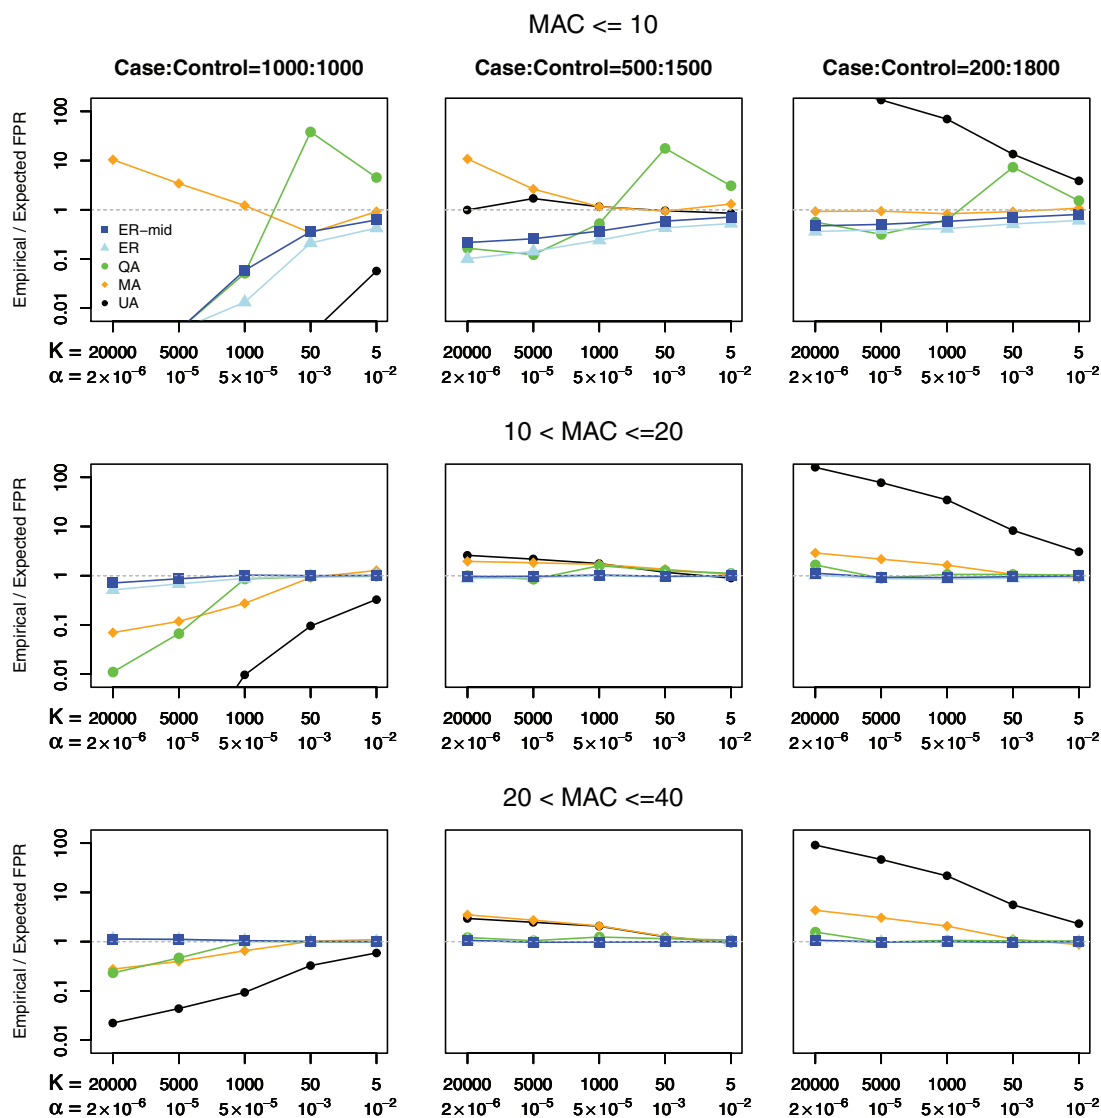 MAC <= 10
Case:Control=1000:1000
Case:Control=500:1500
Case:Control=200:1800
Empirical / Expected FPR
100
10
1
0.1
0.01
ER−mid
ER
QA
MA
UA
K = 20000 5000 1000 50 5
α = 2×10⁻⁶ 10⁻⁵ 5×10⁻⁵ 10⁻³ 10⁻²
20000 5000 1000 50 5
2×10⁻⁶ 10⁻⁵ 5×10⁻⁵ 10⁻³ 10⁻²
20000 5000 1000 50 5
2×10⁻⁶ 10⁻⁵ 5×10⁻⁵ 10⁻³ 10⁻²
10 < MAC <=20
Empirical / Expected FPR
100
10
1
0.1
0.01
K = 20000 5000 1000 50 5
α = 2×10⁻⁶ 10⁻⁵ 5×10⁻⁵ 10⁻³ 10⁻²
20000 5000 1000 50 5
2×10⁻⁶ 10⁻⁵ 5×10⁻⁵ 10⁻³ 10⁻²
20000 5000 1000 50 5
2×10⁻⁶ 10⁻⁵ 5×10⁻⁵ 10⁻³ 10⁻²
20 < MAC <=40
Empirical / Expected FPR
100
10
1
0.1
0.01
K = 20000 5000 1000 50 5
α = 2×10⁻⁶ 10⁻⁵ 5×10⁻⁵ 10⁻³ 10⁻²
20000 5000 1000 50 5
2×10⁻⁶ 10⁻⁵ 5×10⁻⁵ 10⁻³ 10⁻²
20000 5000 1000 50 5
2×10⁻⁶ 10⁻⁵ 5×10⁻⁵ 10⁻³ 10⁻²